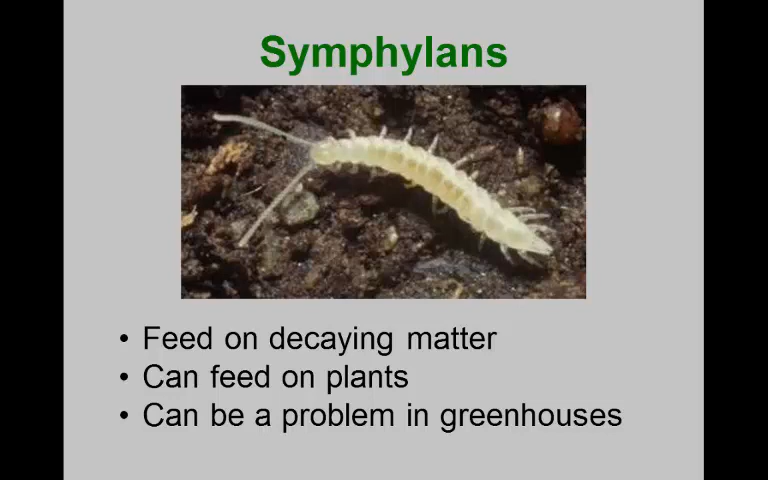 Symphylans
• Feed on decaying matter
• Can feed on plants
• Can be a problem in greenhouses